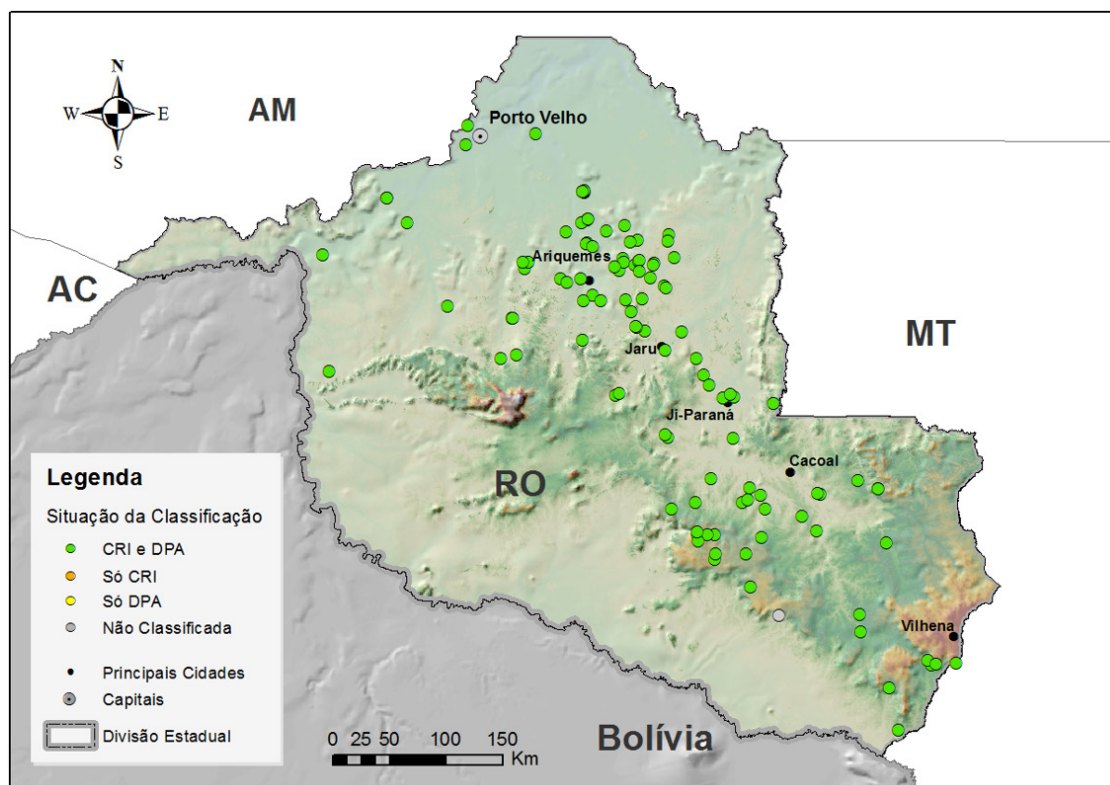 N
W E
S
AM
Porto Velho
Ariquemes
AC
MT
Jaru
Ji-Paraná
Cacoal
RO
Vilhena
Bolívia
Legenda
Situação da Classificação
CRI e DPA
Só CRI
Só DPA
Não Classificada
Principais Cidades
Capitais
Divisão Estadual
0 25 50 100 150
Km